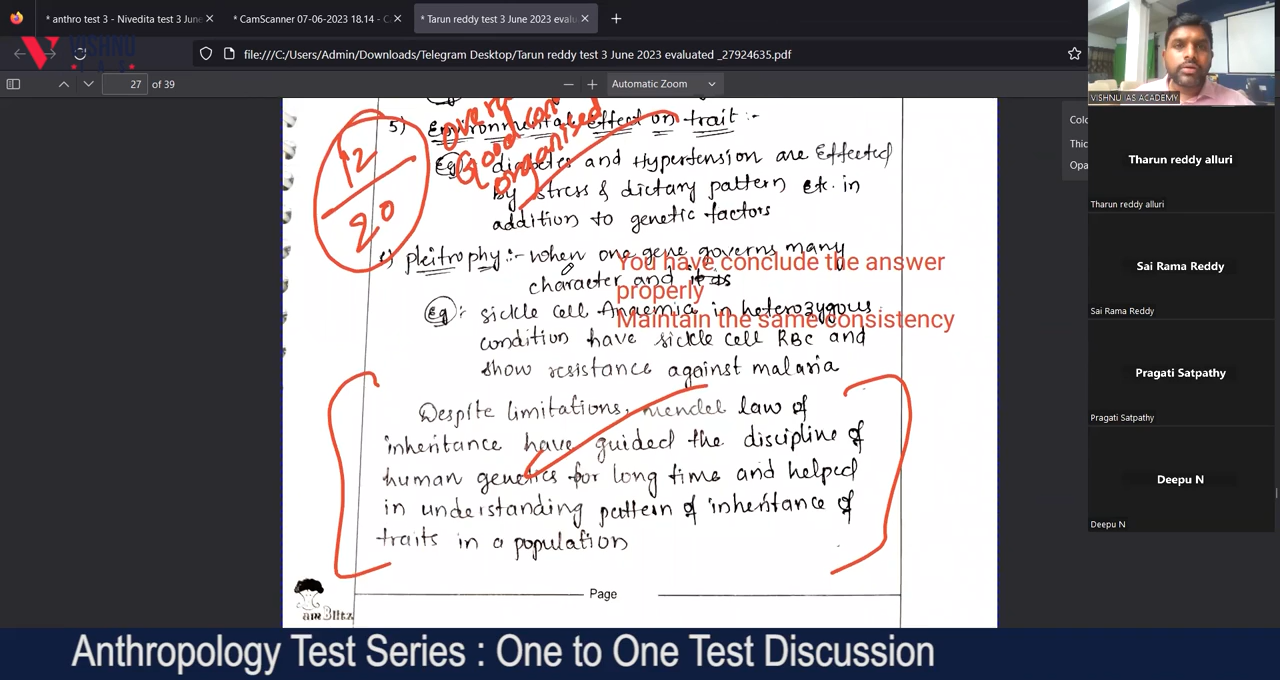 * anthro test 3 - Nivedita test 3 June
* CamScanner 07-06-2023 18.14 - C
* Tarun reddy test 3 June 2023 evalu
VISHNU
IAS
file:///C:/Users/Admin/Downloads/Telegram Desktop/Tarun reddy test 3 June 2023 evaluated _27924635.pdf
27 of 39
Automatic Zoom
Colo
Thic
Opa
VISHNU IAS ACADEMY
Tharun reddy alluri
Tharun reddy alluri
Sai Rama Reddy
Sai Rama Reddy
Pragati Satpathy
Pragati Satpathy
Deepu N
Deepu N
12
20
Good
organised
5) Environmental effect on trait :-
Eg : diabetes and Hypertension are Effected
by stress & dietary pattern etc. in
addition to genetic factors
pleitrophy :- when one gene governs many
character and it is
Eg : sickle cell Anaemia in heterozygous
condition have sickle cell RBC and
show resistance against malaria
You have conclude the answer
properly
Maintain the same consistency
Despite limitations, mendel law of
inheritance have guided the discipline of
human genetics for long time and helped
in understanding pattern of inheritance of
traits in a population
Page
Anthropology Test Series : One to One Test Discussion